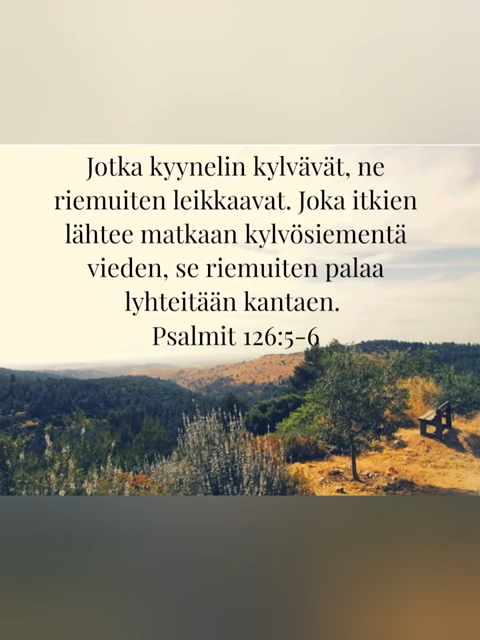 Jotka kyynelin kylvävät, ne
riemuiten leikkaavat. Joka itkien
lähtee matkaan kylvösiementä
vieden, se riemuiten palaa
lyhteitään kantaen.
Psalmit 126:5-6